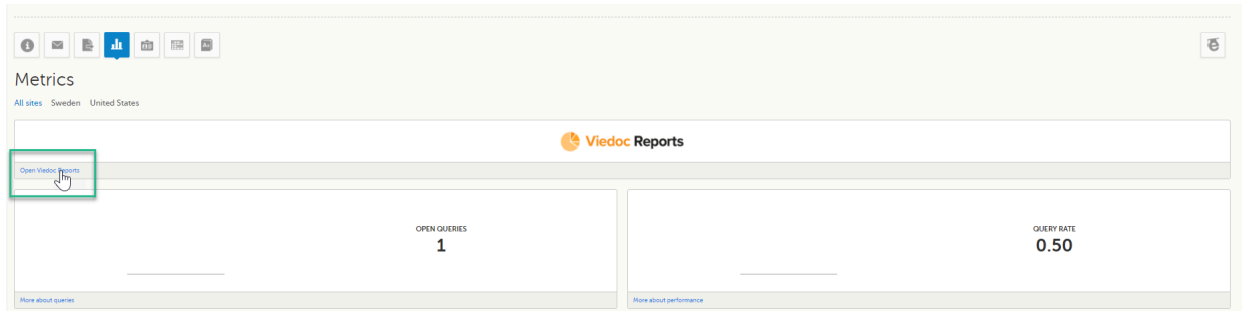 Metrics
All sites Sweden United States
Viedoc Reports
Open Viedoc Reports
OPEN QUERIES
1
QUERY RATE
0.50
More about queries
More about performance